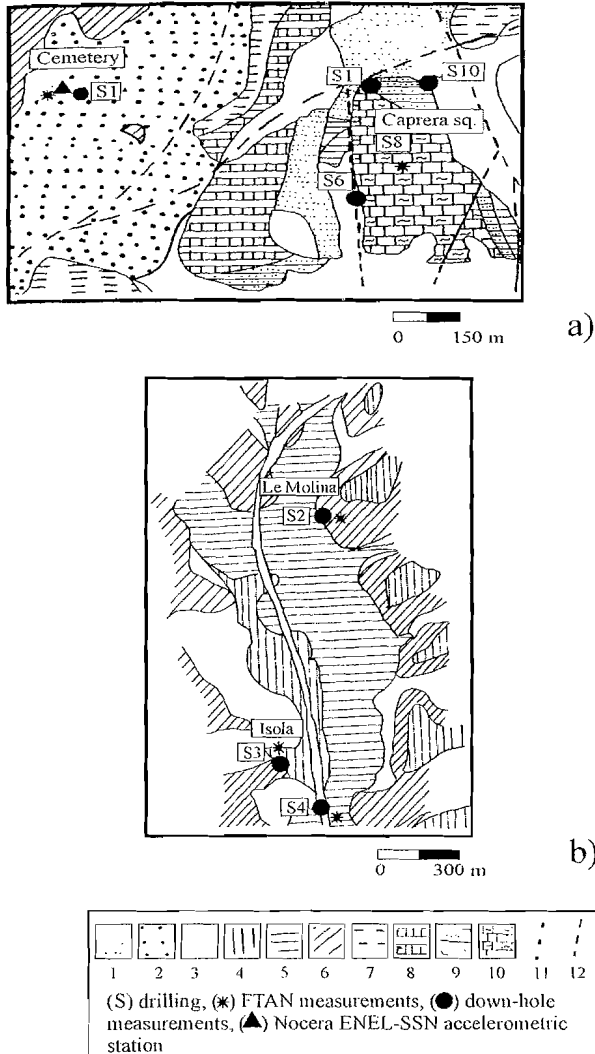 Cemetery
S1
S1
S10
Caprera sq.
S8
S6
0 150 m
a)
Le Molina
S2
Isola
S3
S4
0 300 m
b)
1 2 3 4 5 6 7 8 9 10 11 12
(S) drilling, (✷) FTAN measurements, (●) down-hole
measurements, (▲) Nocera ENEL-SSN accelerometric
station